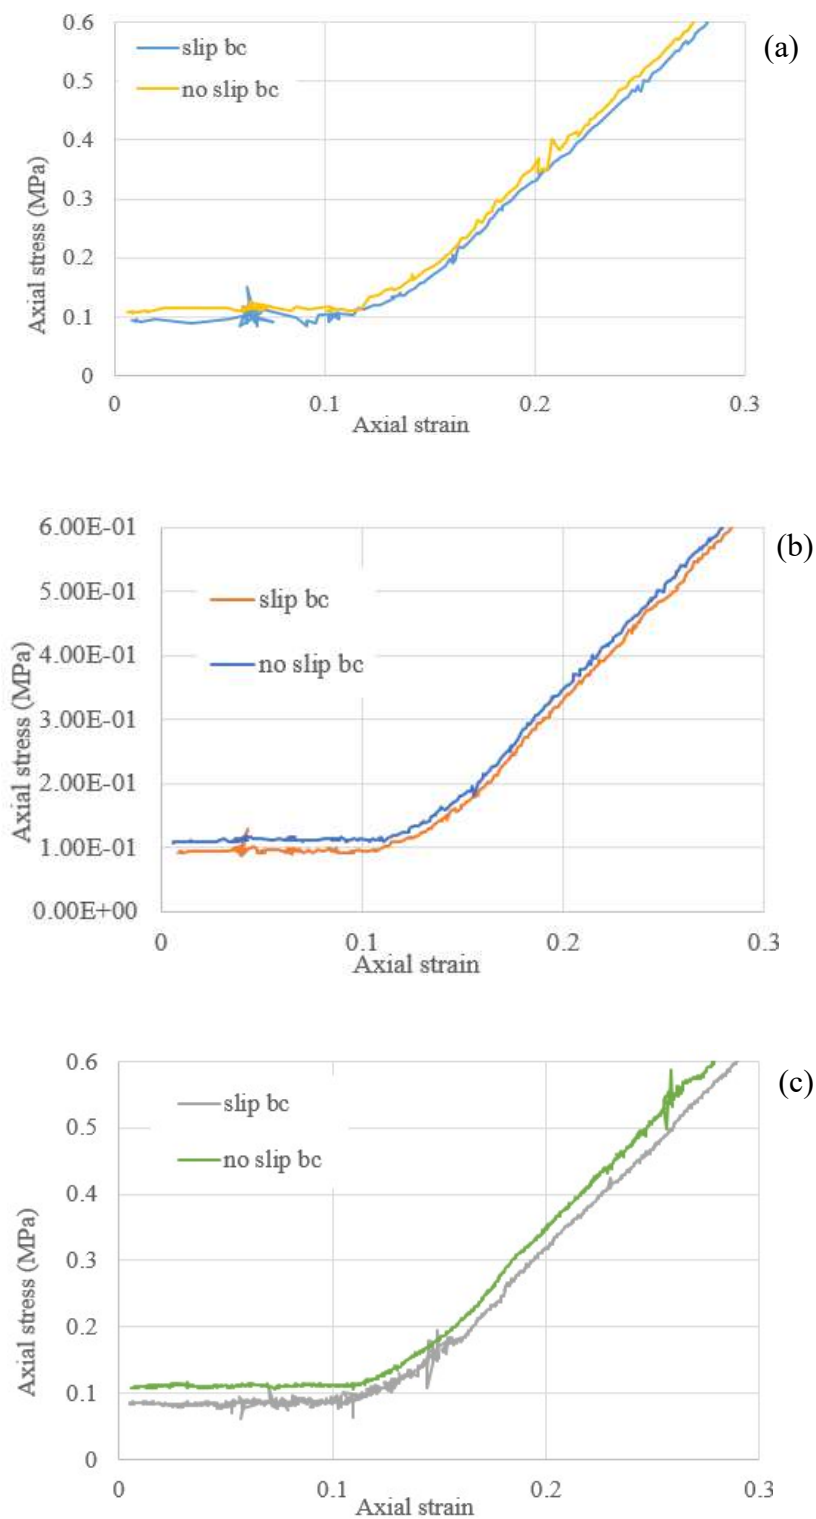 0.6
slip bc
(a)
no slip bc
0.5
0.4
0.3
0.2
0.1
0
Axial stress (MPa)
0
0.1
0.2
0.3
Axial strain
6.00E-01
(b)
slip bc
5.00E-01
no slip bc
4.00E-01
3.00E-01
2.00E-01
1.00E-01
0.00E+00
Axial stress (MPa)
0
0.1
0.2
0.3
Axial strain
0.6
(c)
slip bc
0.5
no slip bc
0.4
0.3
0.2
0.1
0
Axial stress (MPa)
0
0.1
0.2
0.3
Axial strain